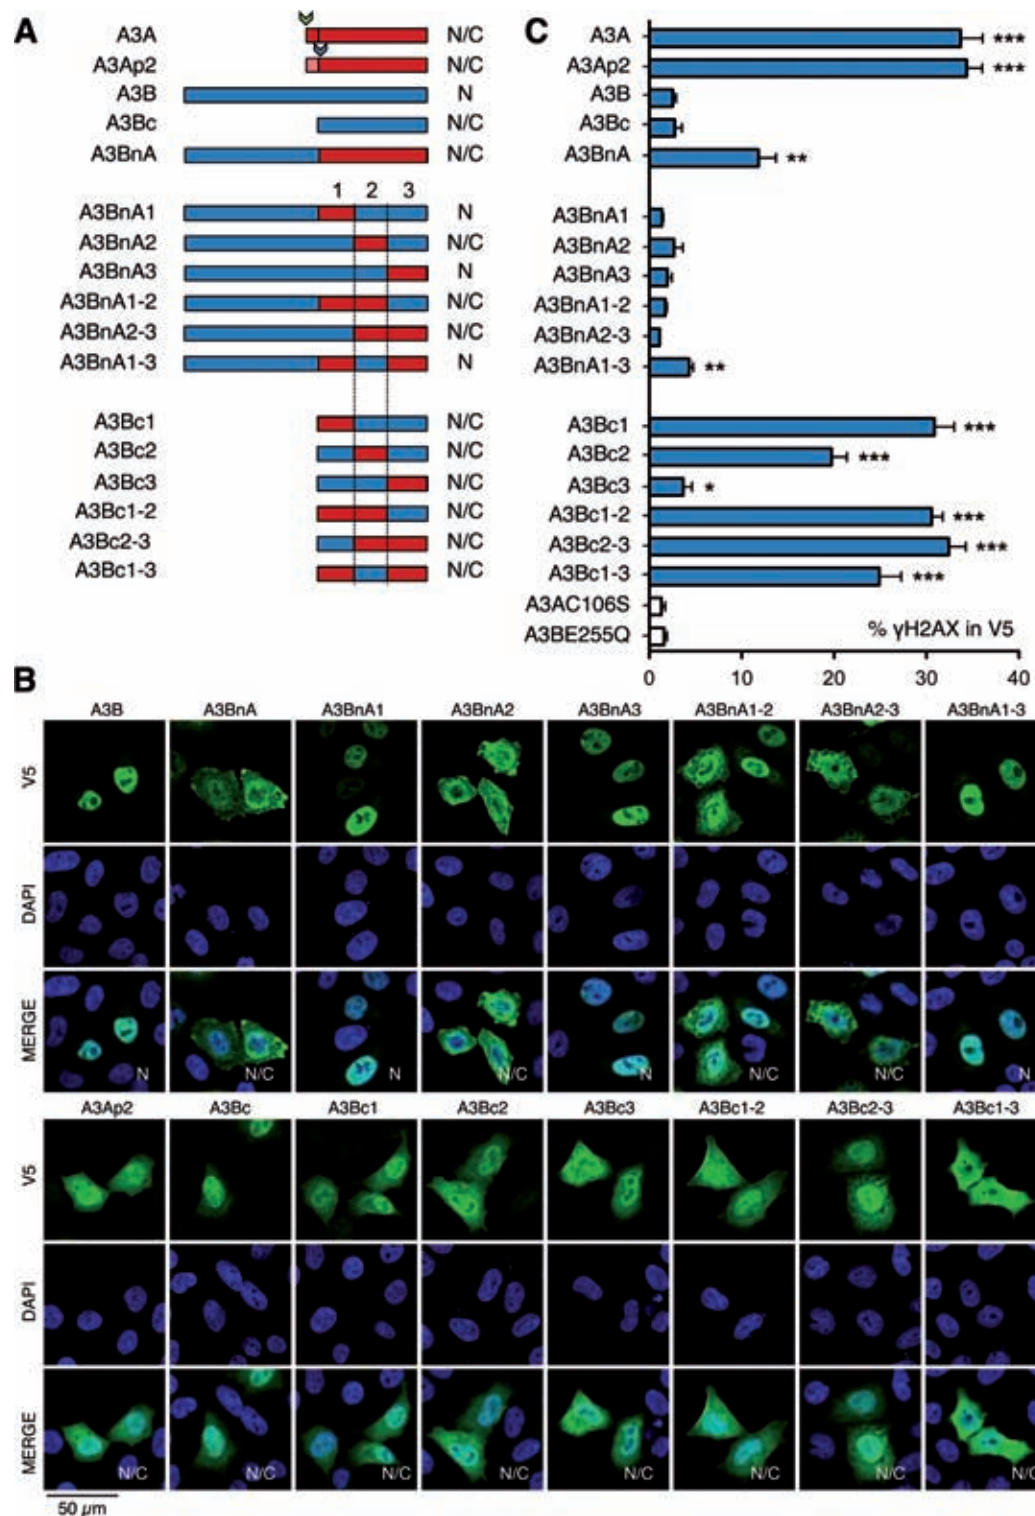 A
A3A N/C
A3Ap2 N/C
A3B N
A3Bc N/C
A3BnA N/C
1 2 3
A3BnA1 N
A3BnA2 N/C
A3BnA3 N
A3BnA1-2 N/C
A3BnA2-3 N/C
A3BnA1-3 N
A3Bc1 N/C
A3Bc2 N/C
A3Bc3 N/C
A3Bc1-2 N/C
A3Bc2-3 N/C
A3Bc1-3 N/C
C
A3A ***
A3Ap2 ***
A3B
A3Bc
A3BnA **
A3BnA1
A3BnA2
A3BnA3
A3BnA1-2
A3BnA2-3
A3BnA1-3 **
A3Bc1 ***
A3Bc2 ***
A3Bc3 *
A3Bc1-2 ***
A3Bc2-3 ***
A3Bc1-3 ***
A3AC106S
A3BE255Q
% γH2AX in V5
0 10 20 30 40
B
A3B A3BnA A3BnA1 A3BnA2 A3BnA3 A3BnA1-2 A3BnA2-3 A3BnA1-3
V5
DAPI
MERGE
N N/C N N/C N N/C N/C N
A3Ap2 A3Bc A3Bc1 A3Bc2 A3Bc3 A3Bc1-2 A3Bc2-3 A3Bc1-3
V5
DAPI
MERGE
N/C N/C N/C N/C N/C N/C N/C N/C
50 µm